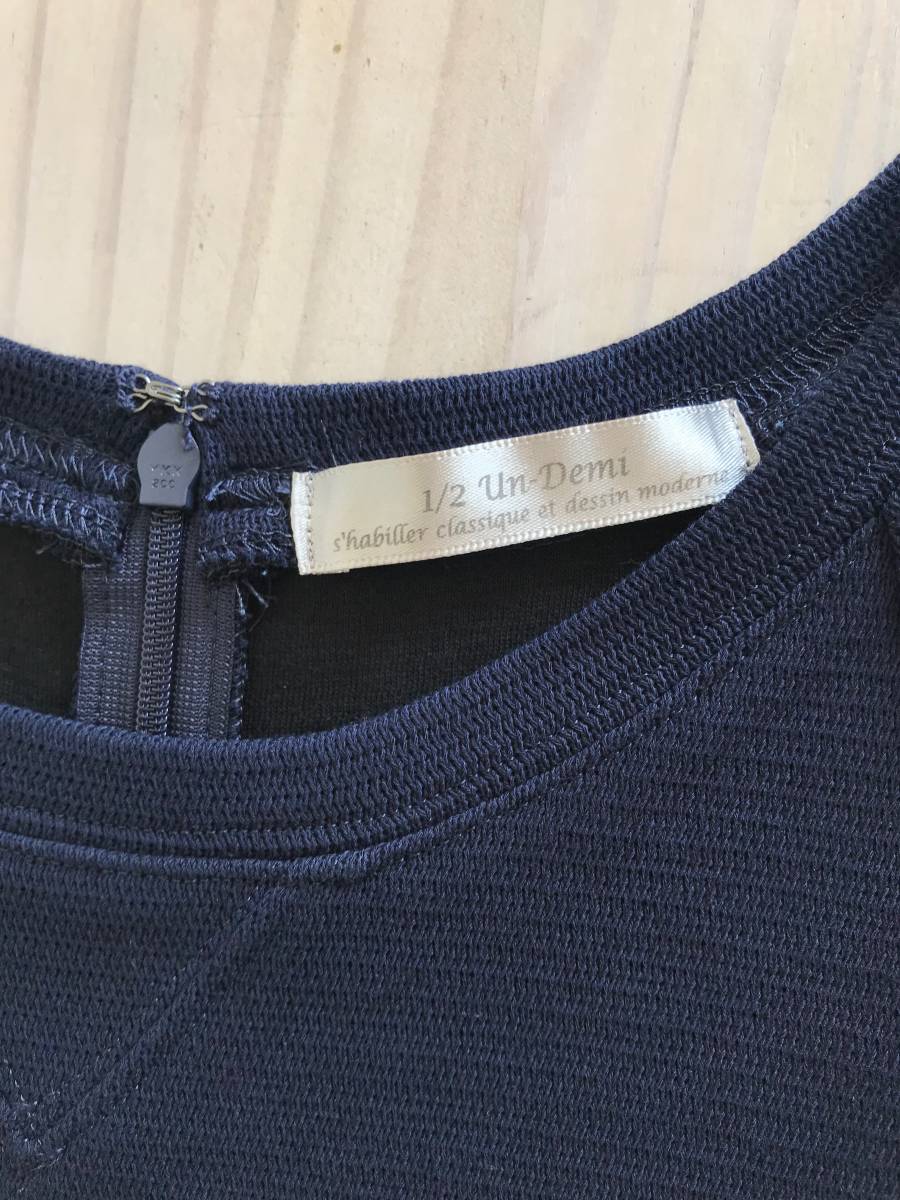 1/2 Un-Demi
s'habiller classique et dessin moderne